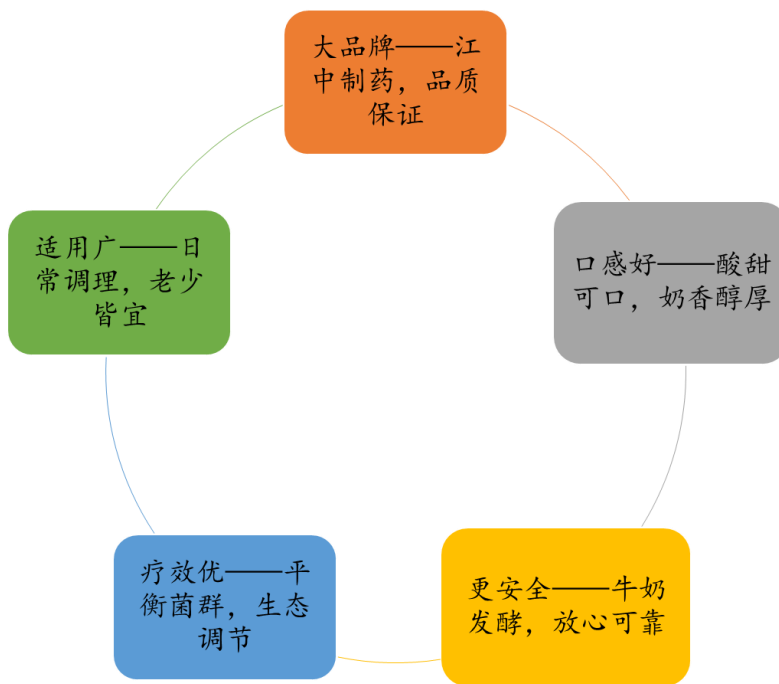 大品牌——江
中制药，品质
保证
口感好——酸甜
可口，奶香醇厚
更安全——牛奶
发酵，放心可靠
疗效优——平
衡菌群，生态
调节
适用广——日
常调理，老少
皆宜